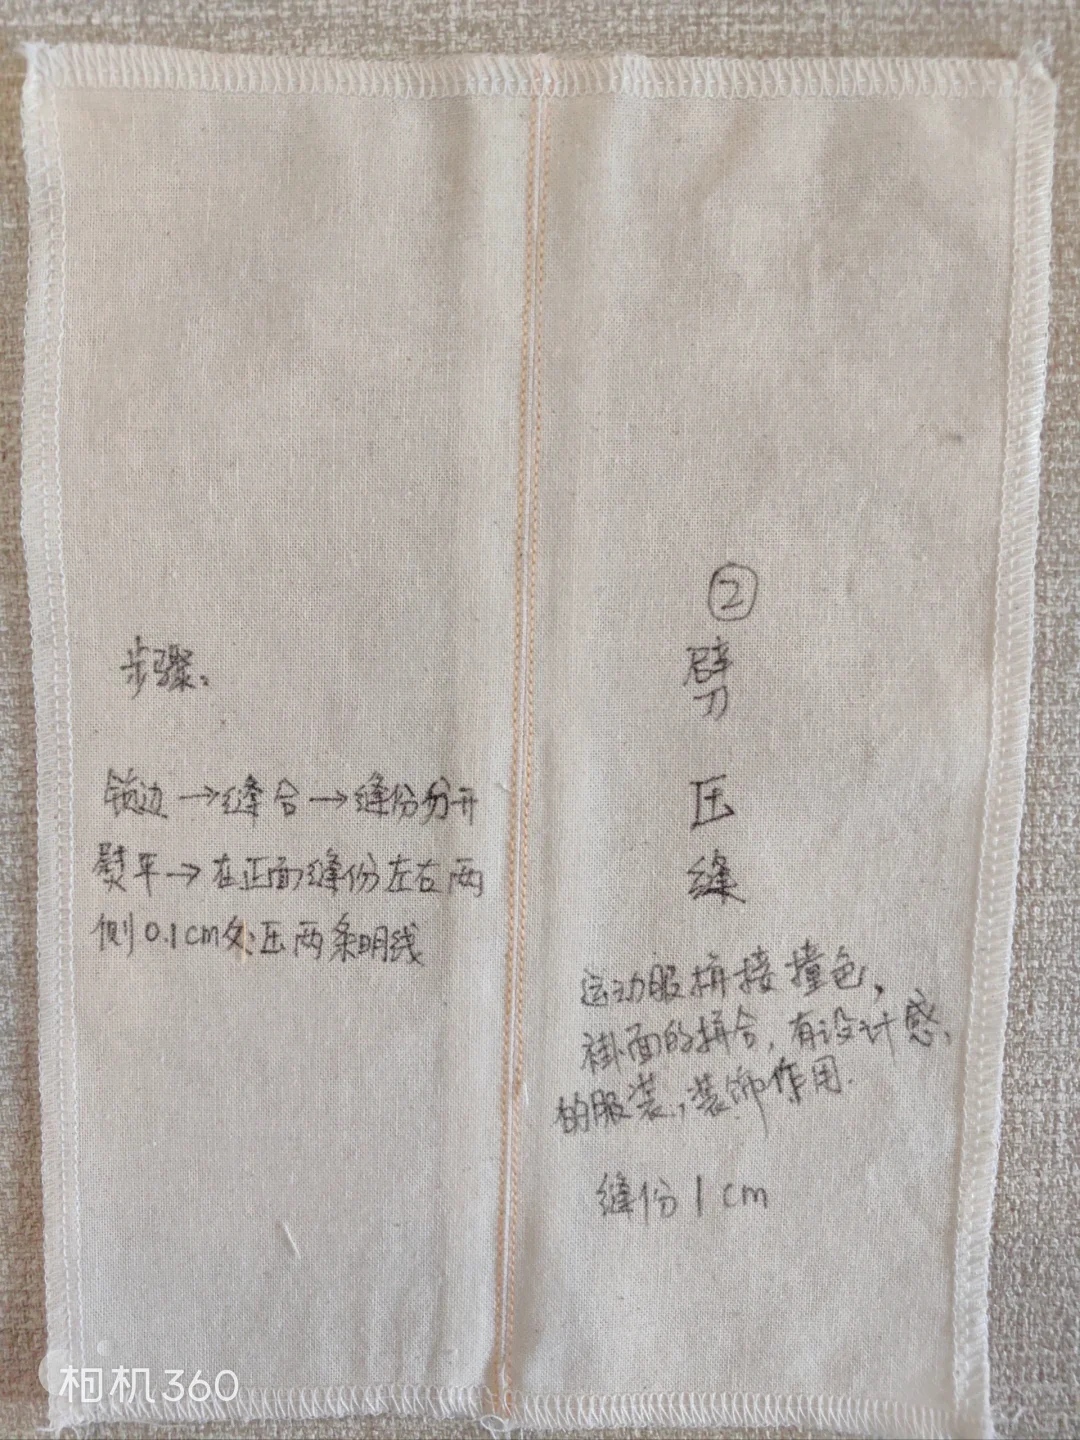 步骤:
锁边→缝合→缝份分开
熨平→在正面缝份左右两
侧0.1cm处压两条明线
②
劈
压
缝
运动服拼接撞色,
褂面的拼合,有设计感、
的服装,装饰作用.
缝份1cm
相机360